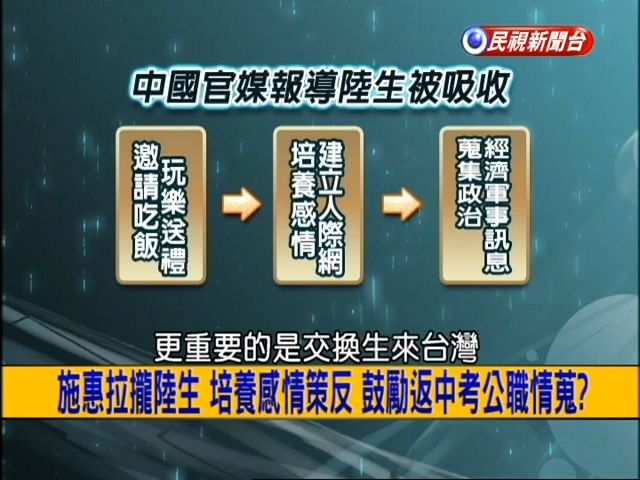 民視新聞台
中國官媒報導陸生被吸收
邀請吃飯
玩樂送禮
培養感情
建立人際網
蒐集政治
經濟軍事訊息
更重要的是交換生來台灣
施惠拉攏陸生 培養感情策反 鼓勵返中考公職情蒐?